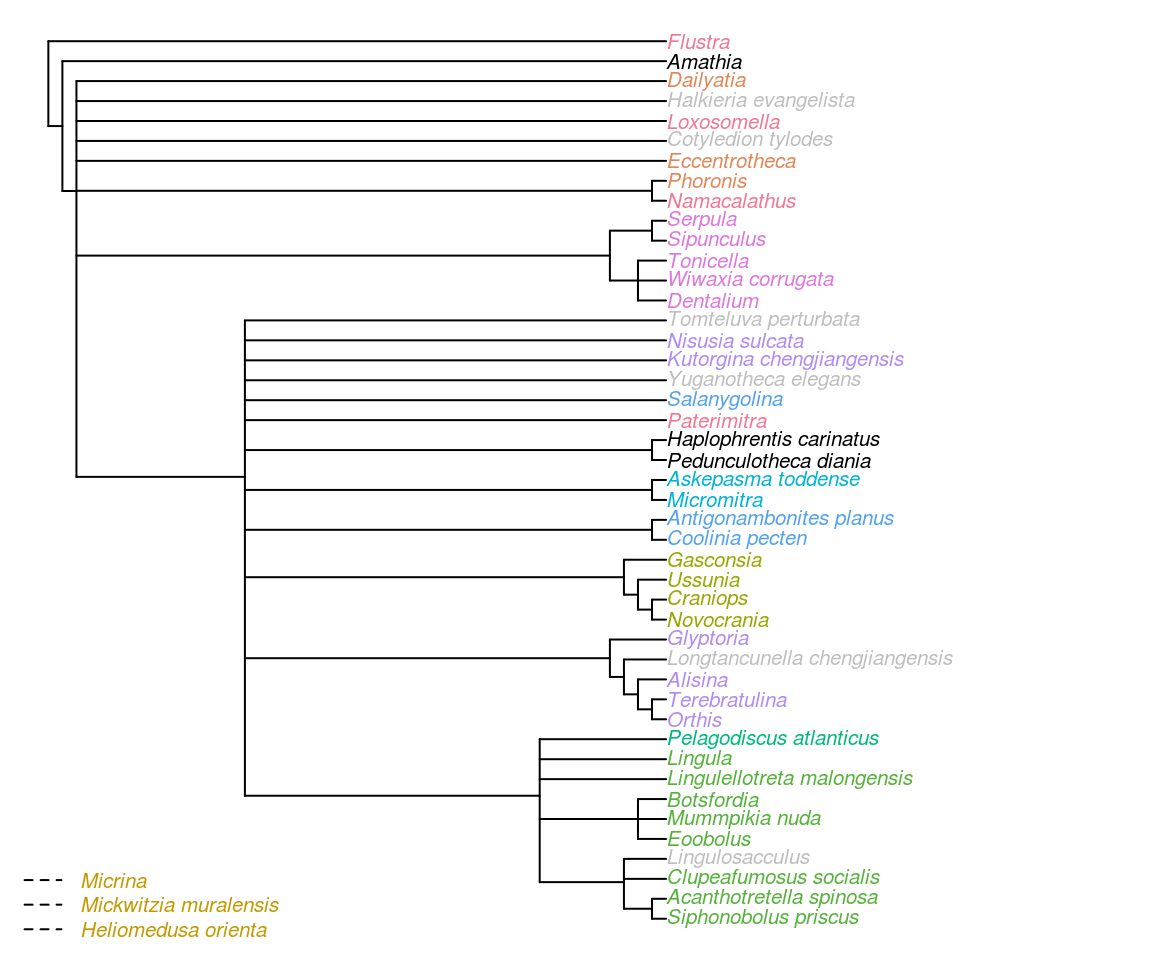 Flustra
Amathia
Dailyatia
Halkieria evangelista
Loxosomella
Cotyledion tylodes
Eccentrotheca
Phoronis
Namacalathus
Serpula
Sipunculus
Tonicella
Wiwaxia corrugata
Dentalium
Tomteluva perturbata
Nisusia sulcata
Kutorgina chengjiangensis
Yuganotheca elegans
Salanygolina
Paterimitra
Haplophrentis carinatus
Pedunculotheca diania
Askepasma toddense
Micromitra
Antigonambonites planus
Coolinia pecten
Gasconsia
Ussunia
Craniops
Novocrania
Glyptoria
Longtancunella chengjiangensis
Alisina
Terebratulina
Orthis
Pelagodiscus atlanticus
Lingula
Lingulellotreta malongensis
Botsfordia
Mummpikia nuda
Eoobolus
Lingulosacculus
Clupeafumosus socialis
Acanthotretella spinosa
Siphonobolus priscus
Micrina
Mickwitzia muralensis
Heliomedusa orienta